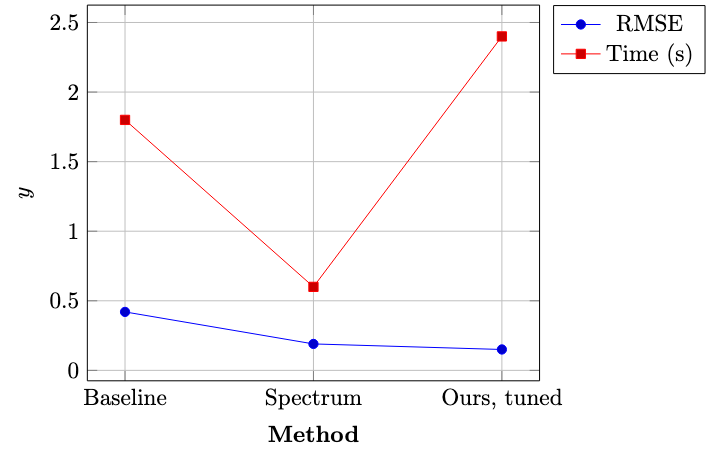 RMSE
Time (s)
2.5
2
1.5
1
0.5
0
y
Baseline
Spectrum
Ours, tuned
Method